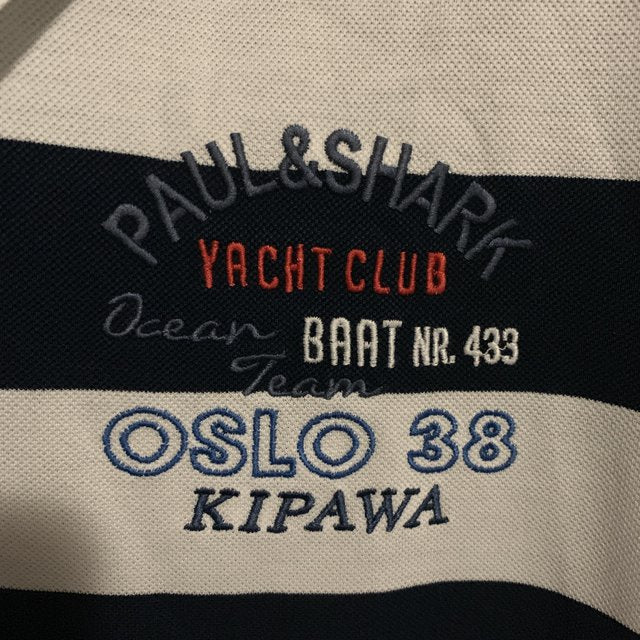 PAUL&SHARK
YACHT CLUB
Ocean Team
BAAT NR. 433
OSLO 38
KIPAWA